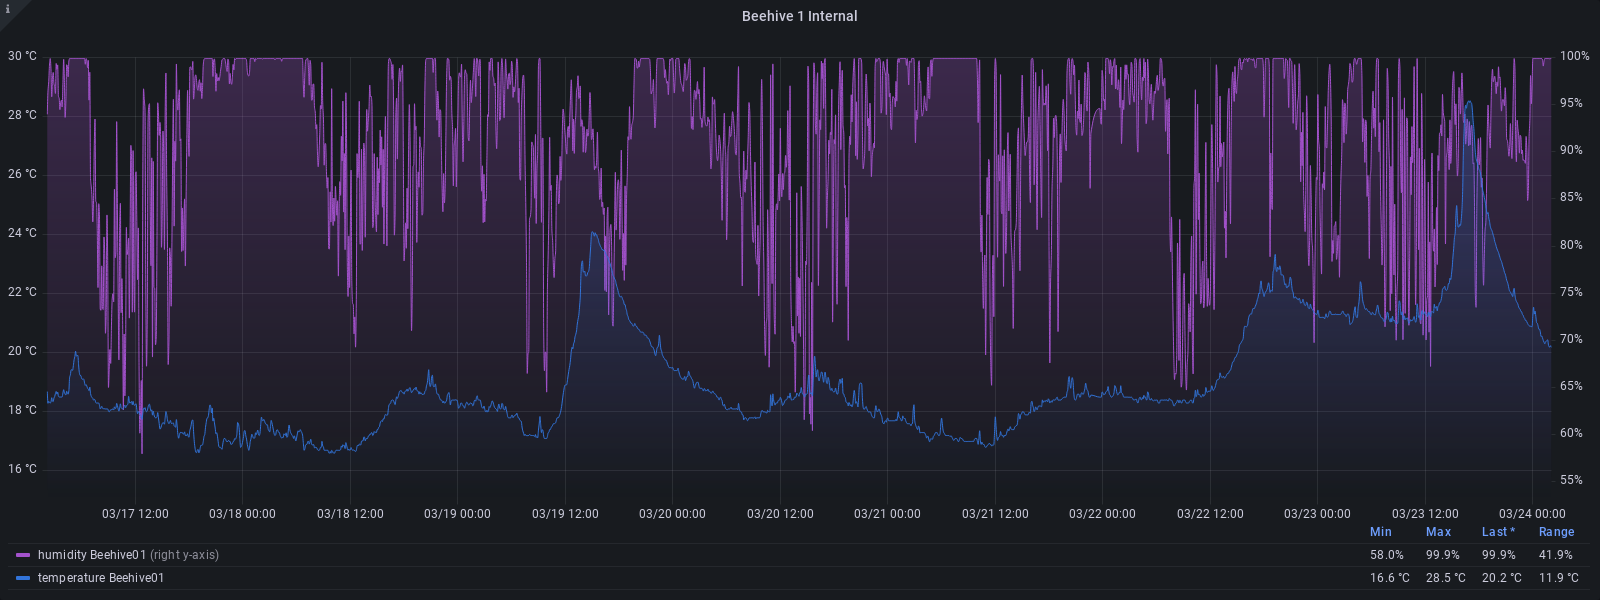 i
Beehive 1 Internal
30 °C 100%
28 °C 95%
26 °C 90%
24 °C 85%
22 °C 80%
20 °C 75%
18 °C 70%
16 °C 65%
60%
55%
03/17 12:00 03/18 00:00 03/18 12:00 03/19 00:00 03/19 12:00 03/20 00:00 03/20 12:00 03/21 00:00 03/21 12:00 03/22 00:00 03/22 12:00 03/23 00:00 03/23 12:00 03/24 00:00
Min Max Last * Range
humidity Beehive01 (right y-axis) 58.0% 99.9% 99.9% 41.9%
temperature Beehive01 16.6 °C 28.5 °C 20.2 °C 11.9 °C